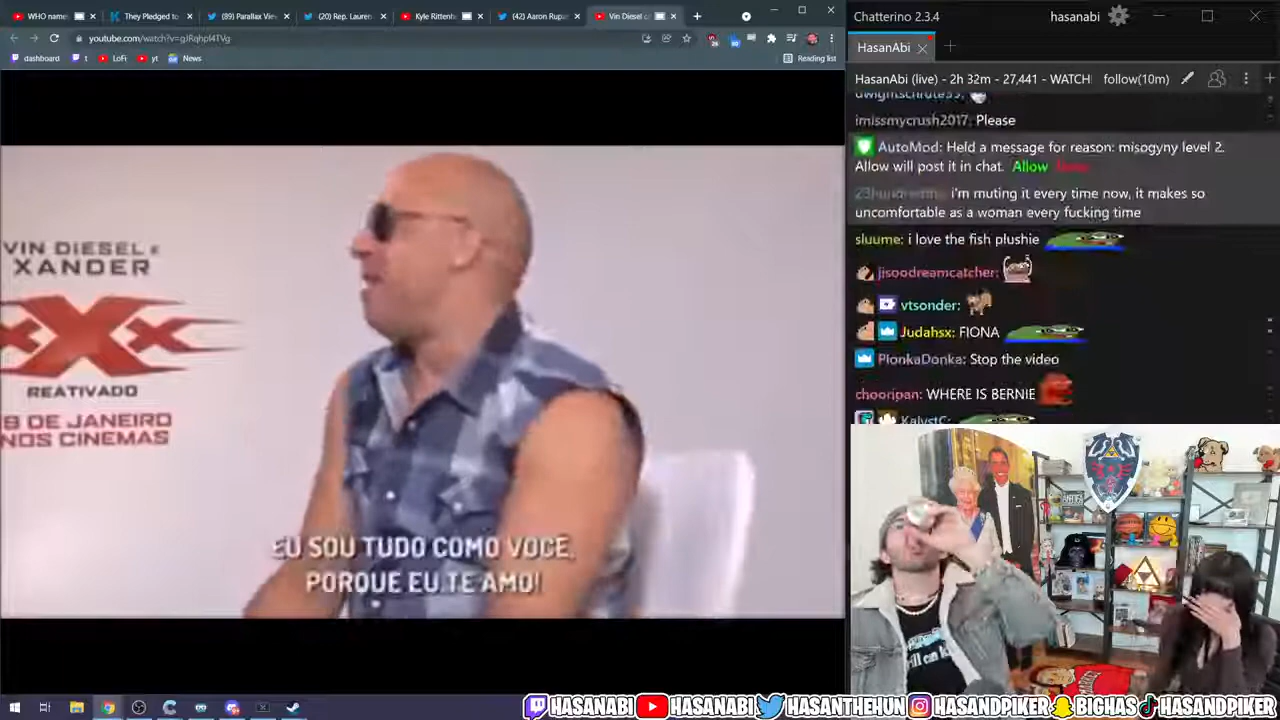 WHO name:
They Pledged to
(89) Parallax Vie
(20) Rep. Lauren
Kyle Rittenh
(42) Aaron Rupa
Vin Diesel c
youtube.com/watch?v=gJRqhpI4TVg
dashboard
t
LoFi
yt
News
Reading list
Chatterino 2.3.4
hasanabi
HasanAbi
HasanAbi (live) - 2h 32m - 27,441 - WATCH
follow(10m)
imissmycrush2017: Please
AutoMod: Held a message for reason: misogyny level 2.
Allow will post it in chat. Allow
i'm muting it every time now, it makes so
uncomfortable as a woman every fucking time
sluume: i love the fish plushie
jisoodreamcatcher:
vtsonder:
Judahsx: FIONA
PlonkaDonka: Stop the video
chooripan: WHERE IS BERNIE
VIN DIESEL É
XANDER
XXX
REATIVADO
9 DE JANEIRO
NOS CINEMAS
EU SOU TUDO COMO VOCÊ,
PORQUE EU TE AMO!
HASANABI
HASANABI
HASANTHEHUN
HASANDPIKER
BIGHAS
HASANDPIKER